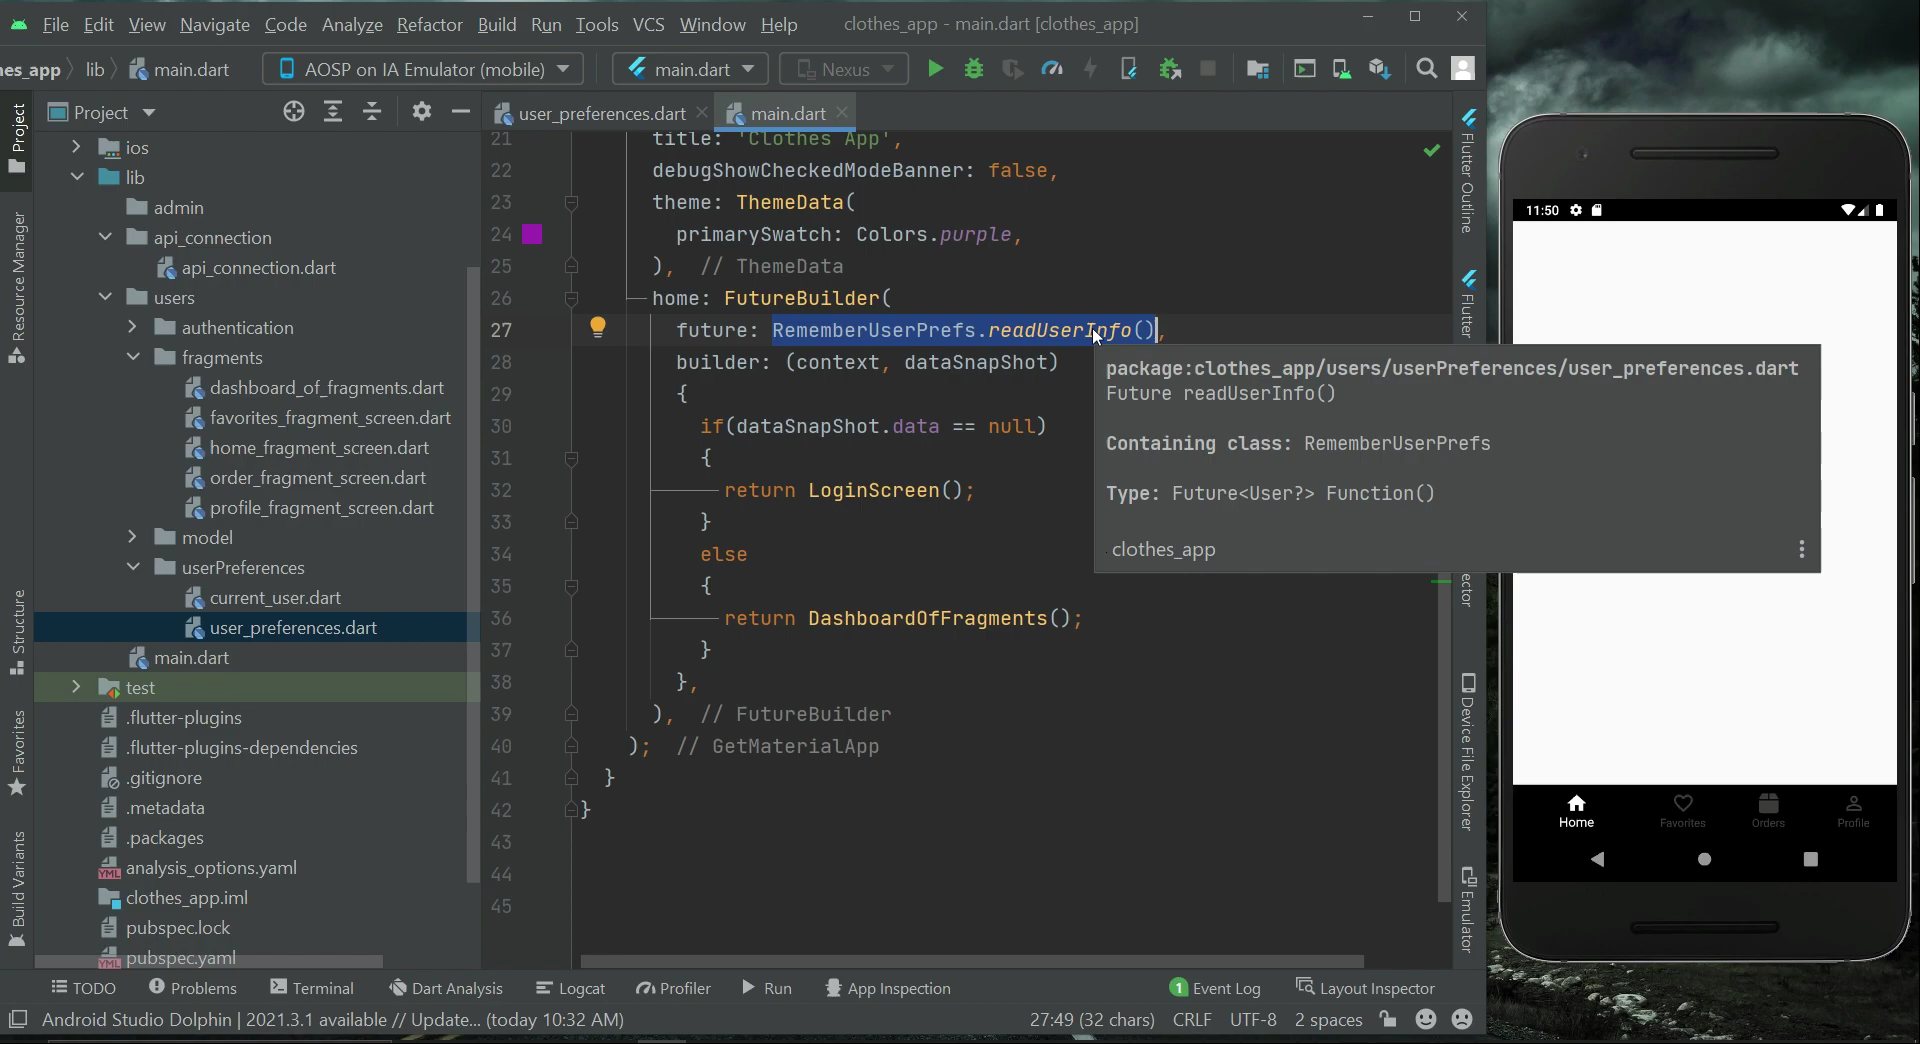 File Edit View Navigate Code Analyze Refactor Build Run Tools VCS Window Help clothes_app - main.dart [clothes_app]
es_app lib main.dart AOSP on IA Emulator (mobile) main.dart Nexus
Project
user_preferences.dart main.dart
Project
Resource Manager
Structure
Favorites
Build Variants
ios
lib
admin
api_connection
api_connection.dart
users
authentication
fragments
dashboard_of_fragments.dart
favorites_fragment_screen.dart
home_fragment_screen.dart
order_fragment_screen.dart
profile_fragment_screen.dart
model
userPreferences
current_user.dart
user_preferences.dart
main.dart
test
.flutter-plugins
.flutter-plugins-dependencies
.gitignore
.metadata
.packages
analysis_options.yaml
clothes_app.iml
pubspec.lock
pubspec.yaml
21 title: 'Clothes App',
22 debugShowCheckedModeBanner: false,
23 theme: ThemeData(
24 primarySwatch: Colors.purple,
25 ), // ThemeData
26 home: FutureBuilder(
27 future: RememberUserPrefs.readUserInfo(),
28 builder: (context, dataSnapShot)
29 {
30 if(dataSnapShot.data == null)
31 {
32 return LoginScreen();
33 }
34 else
35 {
36 return DashboardOfFragments();
37 }
38 },
39 ), // FutureBuilder
40 ); // GetMaterialApp
41 }
42 }
43
44
45
package:clothes_app/users/userPreferences/user_preferences.dart
Future readUserInfo()
Containing class: RememberUserPrefs
Type: Future<User?> Function()
clothes_app
Flutter Outline
Flutter
ector
Device File Explorer
Emulator
11:50
Home Favorites Orders Profile
TODO Problems Terminal Dart Analysis Logcat Profiler Run App Inspection 1 Event Log Layout Inspector
Android Studio Dolphin | 2021.3.1 available // Update... (today 10:32 AM) 27:49 (32 chars) CRLF UTF-8 2 spaces